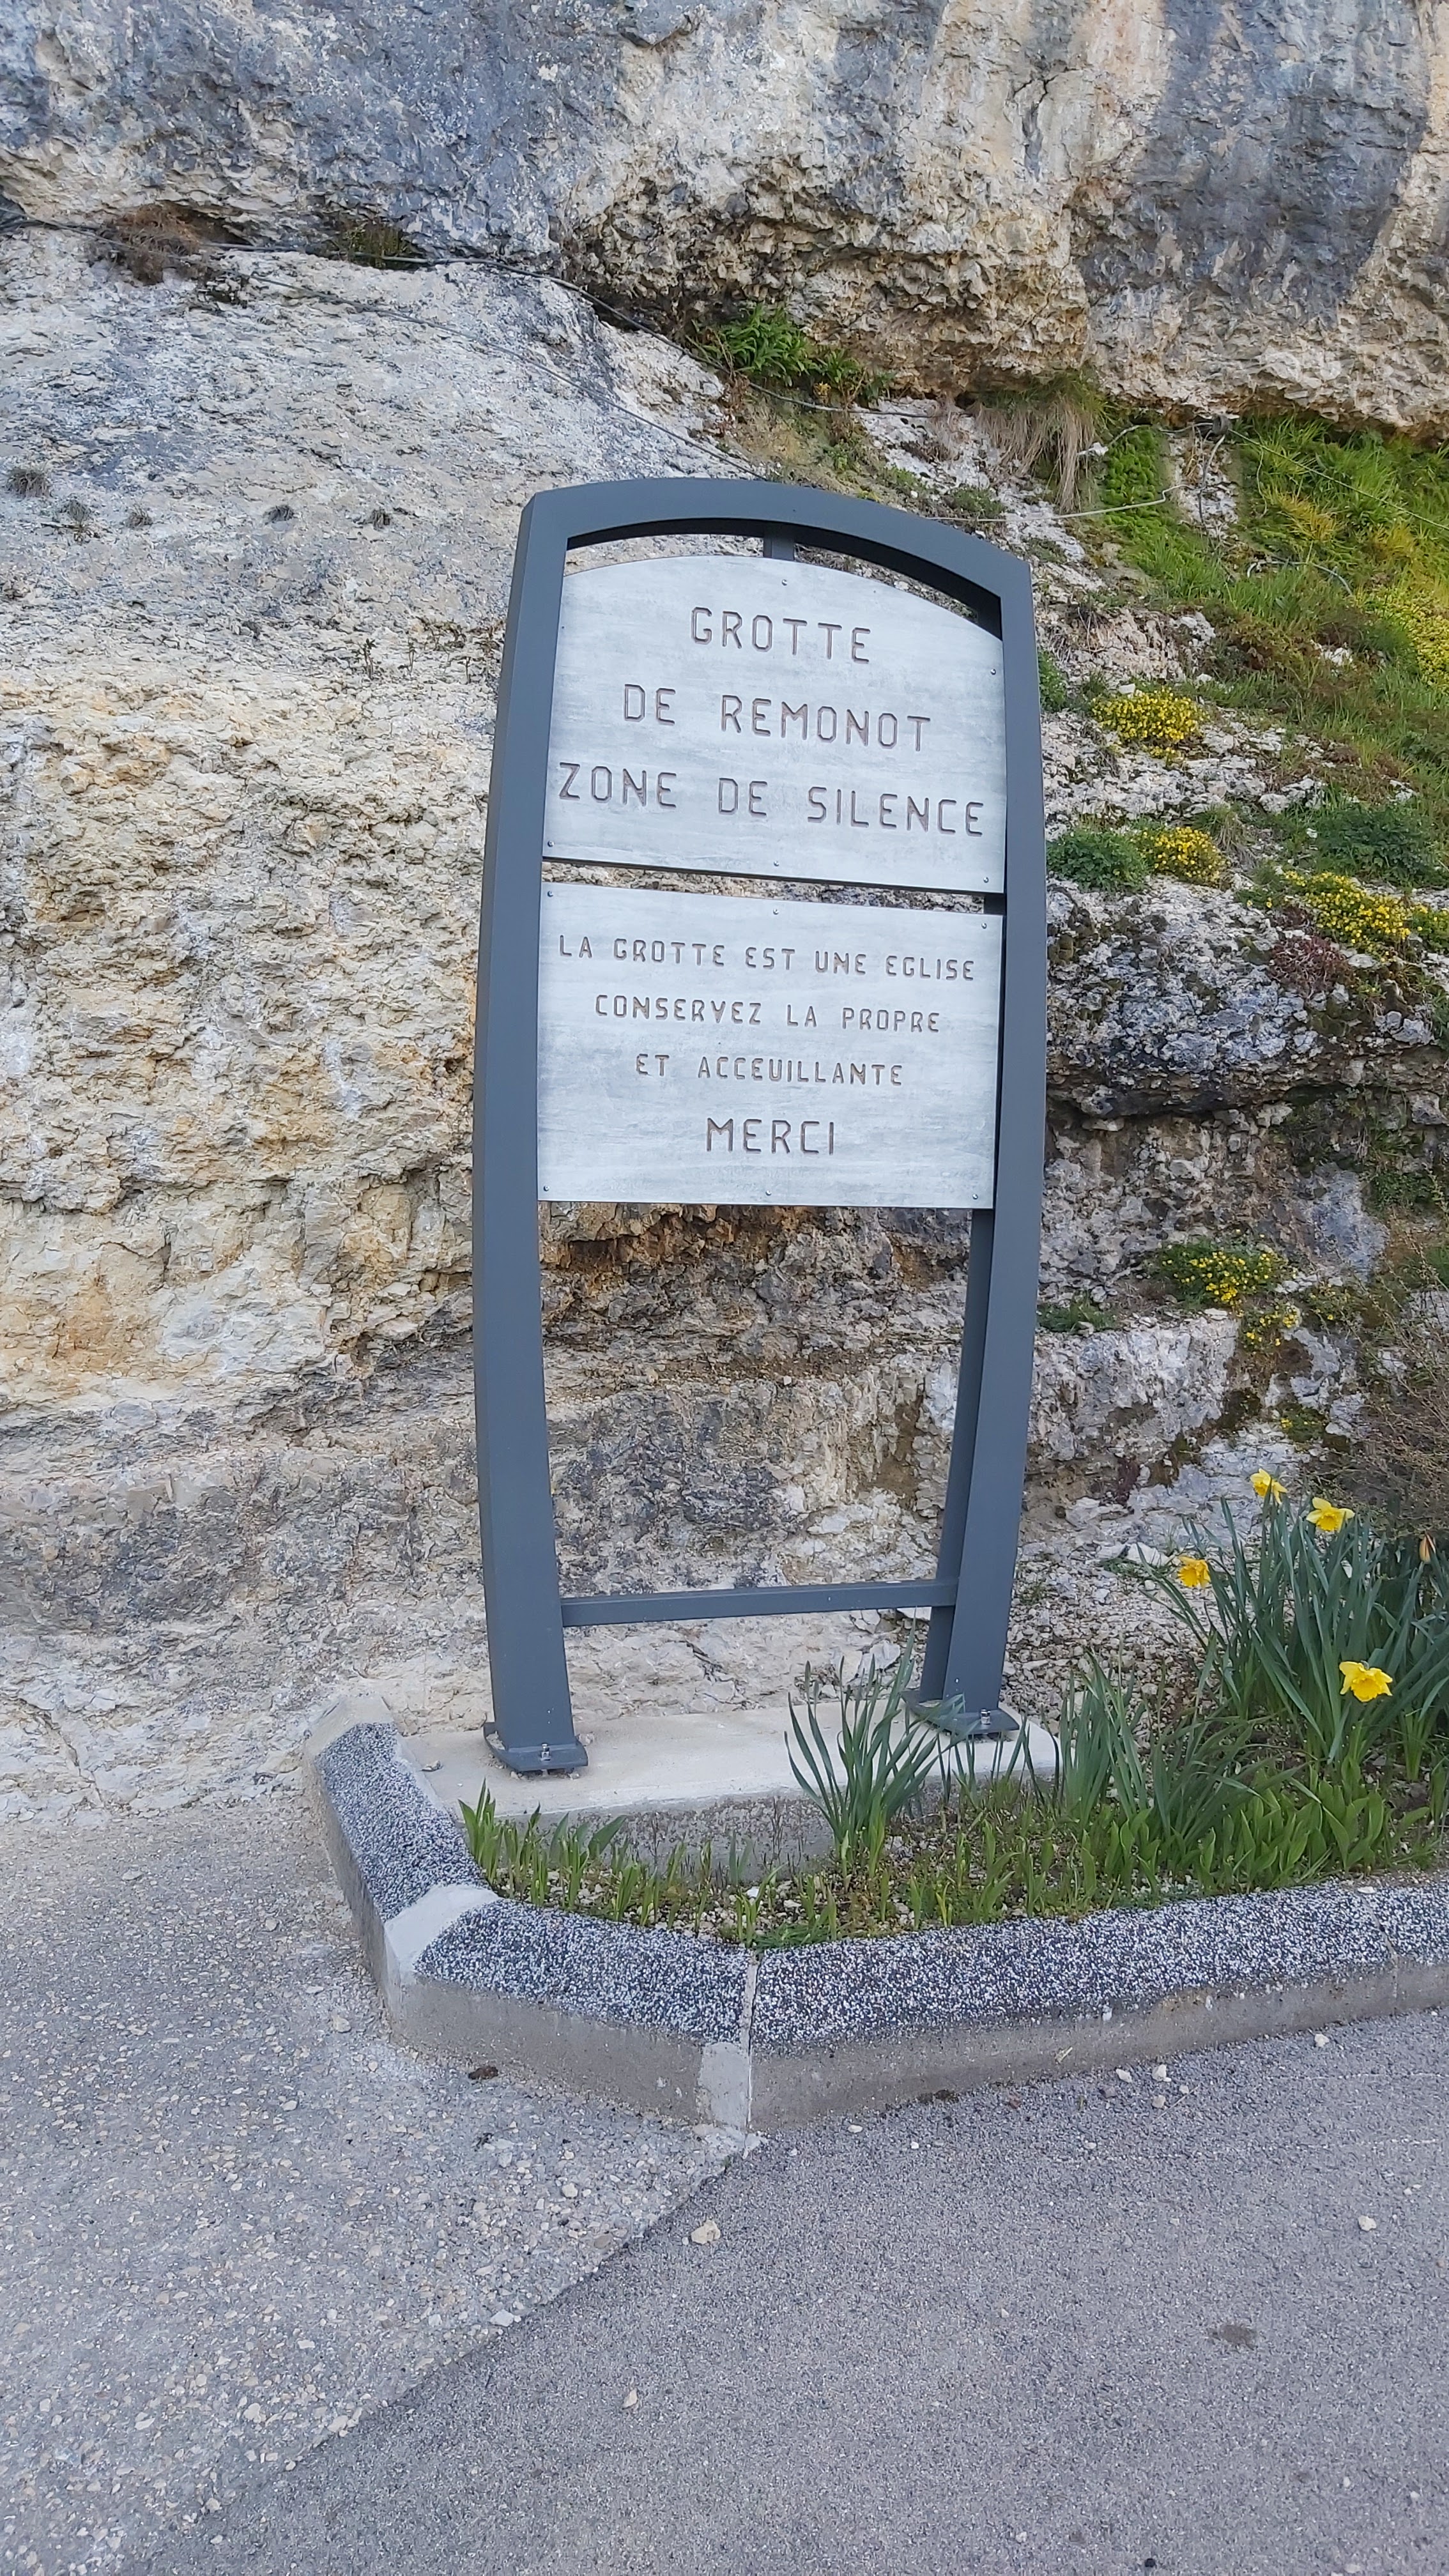 GROTTE
DE REMONOT
ZONE DE SILENCE
LA GROTTE EST UNE EGLISE
CONSERVEZ LA PROPRE
ET ACCEUILLANTE
MERCI